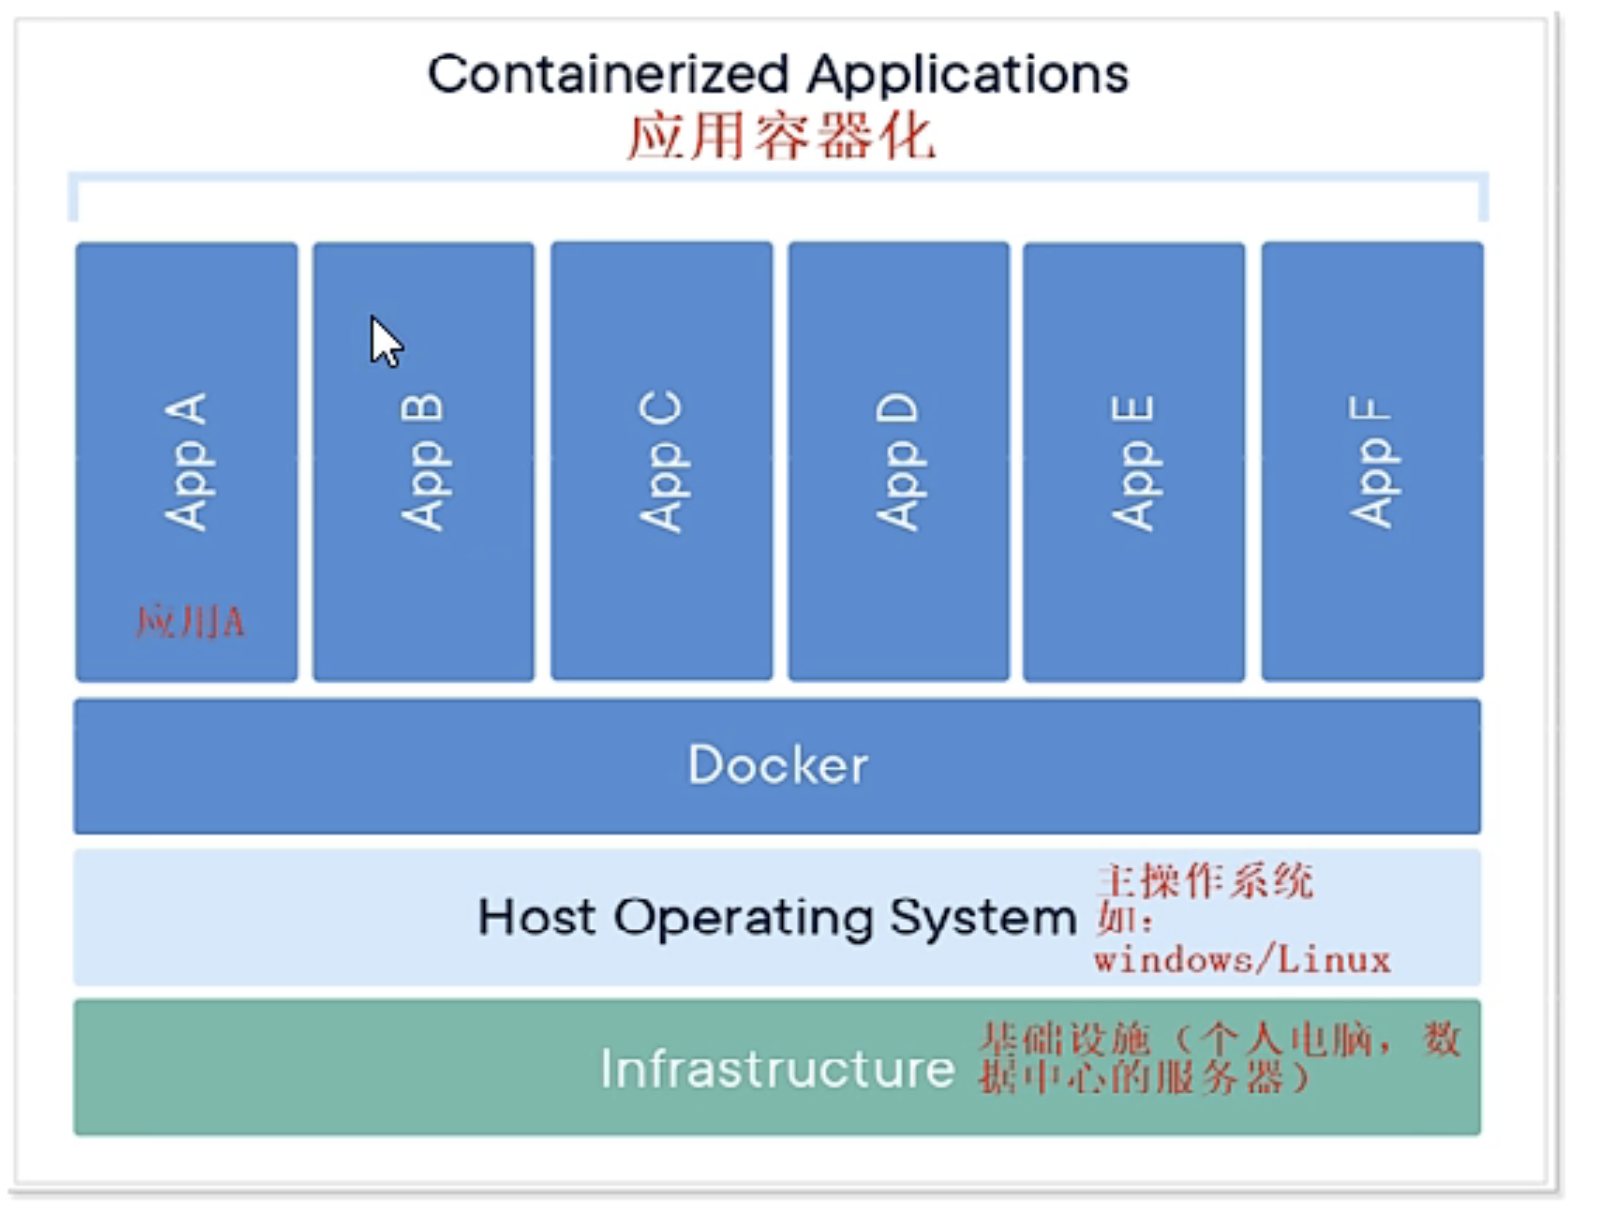 Containerized Applications
应用容器化
App A
App B
App C
App D
App E
App F
应用A
Docker
Host Operating System
主操作系统
如：
windows/Linux
Infrastructure
基础设施（个人电脑，数
据中心的服务器）